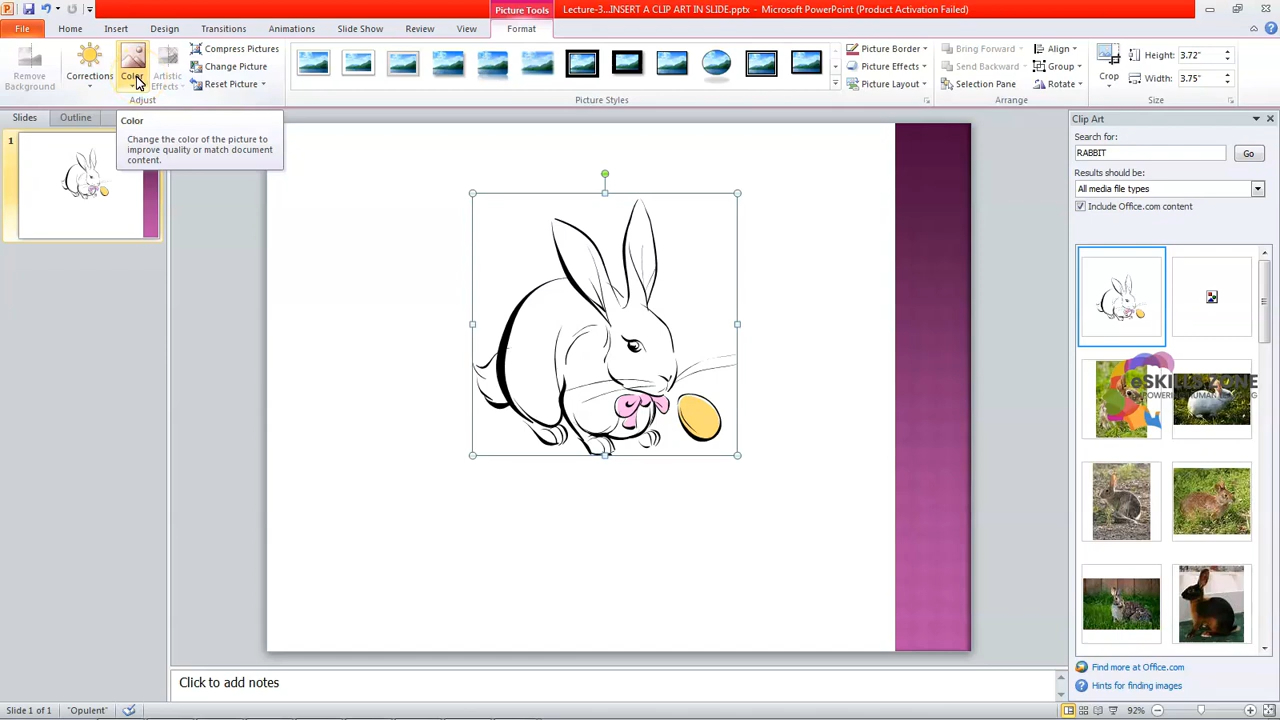 Picture Tools
Lecture-3...INSERT A CLIP ART IN SLIDE.pptx - Microsoft PowerPoint (Product Activation Failed)
File Home Insert Design Transitions Animations Slide Show Review View Format
Remove Background
Corrections
Color
Artistic Effects
Compress Pictures
Change Picture
Reset Picture
Adjust
Picture Styles
Picture Border
Picture Effects
Picture Layout
Bring Forward
Send Backward
Selection Pane
Align
Group
Rotate
Arrange
Crop
Height: 3.72"
Width: 3.75"
Size
Slides Outline
1
Color
Change the color of the picture to
improve quality or match document
content.
Clip Art
Search for:
RABBIT
Go
Results should be:
All media file types
Include Office.com content
eSKILLS ZONE
Find more at Office.com
Hints for finding images
Click to add notes
Slide 1 of 1 "Opulent" 92%